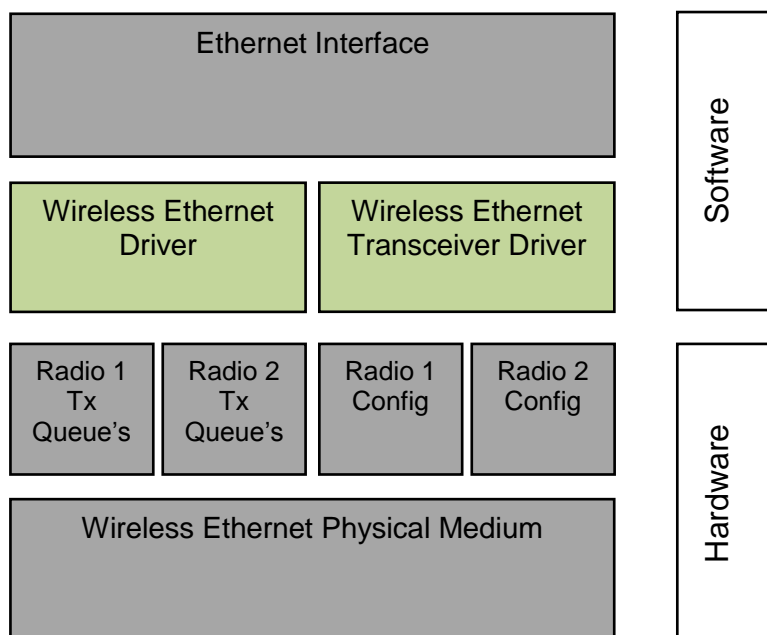 Ethernet Interface
Wireless Ethernet
Driver
Wireless Ethernet
Transceiver Driver
Software
Radio 1
Tx
Queue’s
Radio 2
Tx
Queue’s
Radio 1
Config
Radio 2
Config
Wireless Ethernet Physical Medium
Hardware